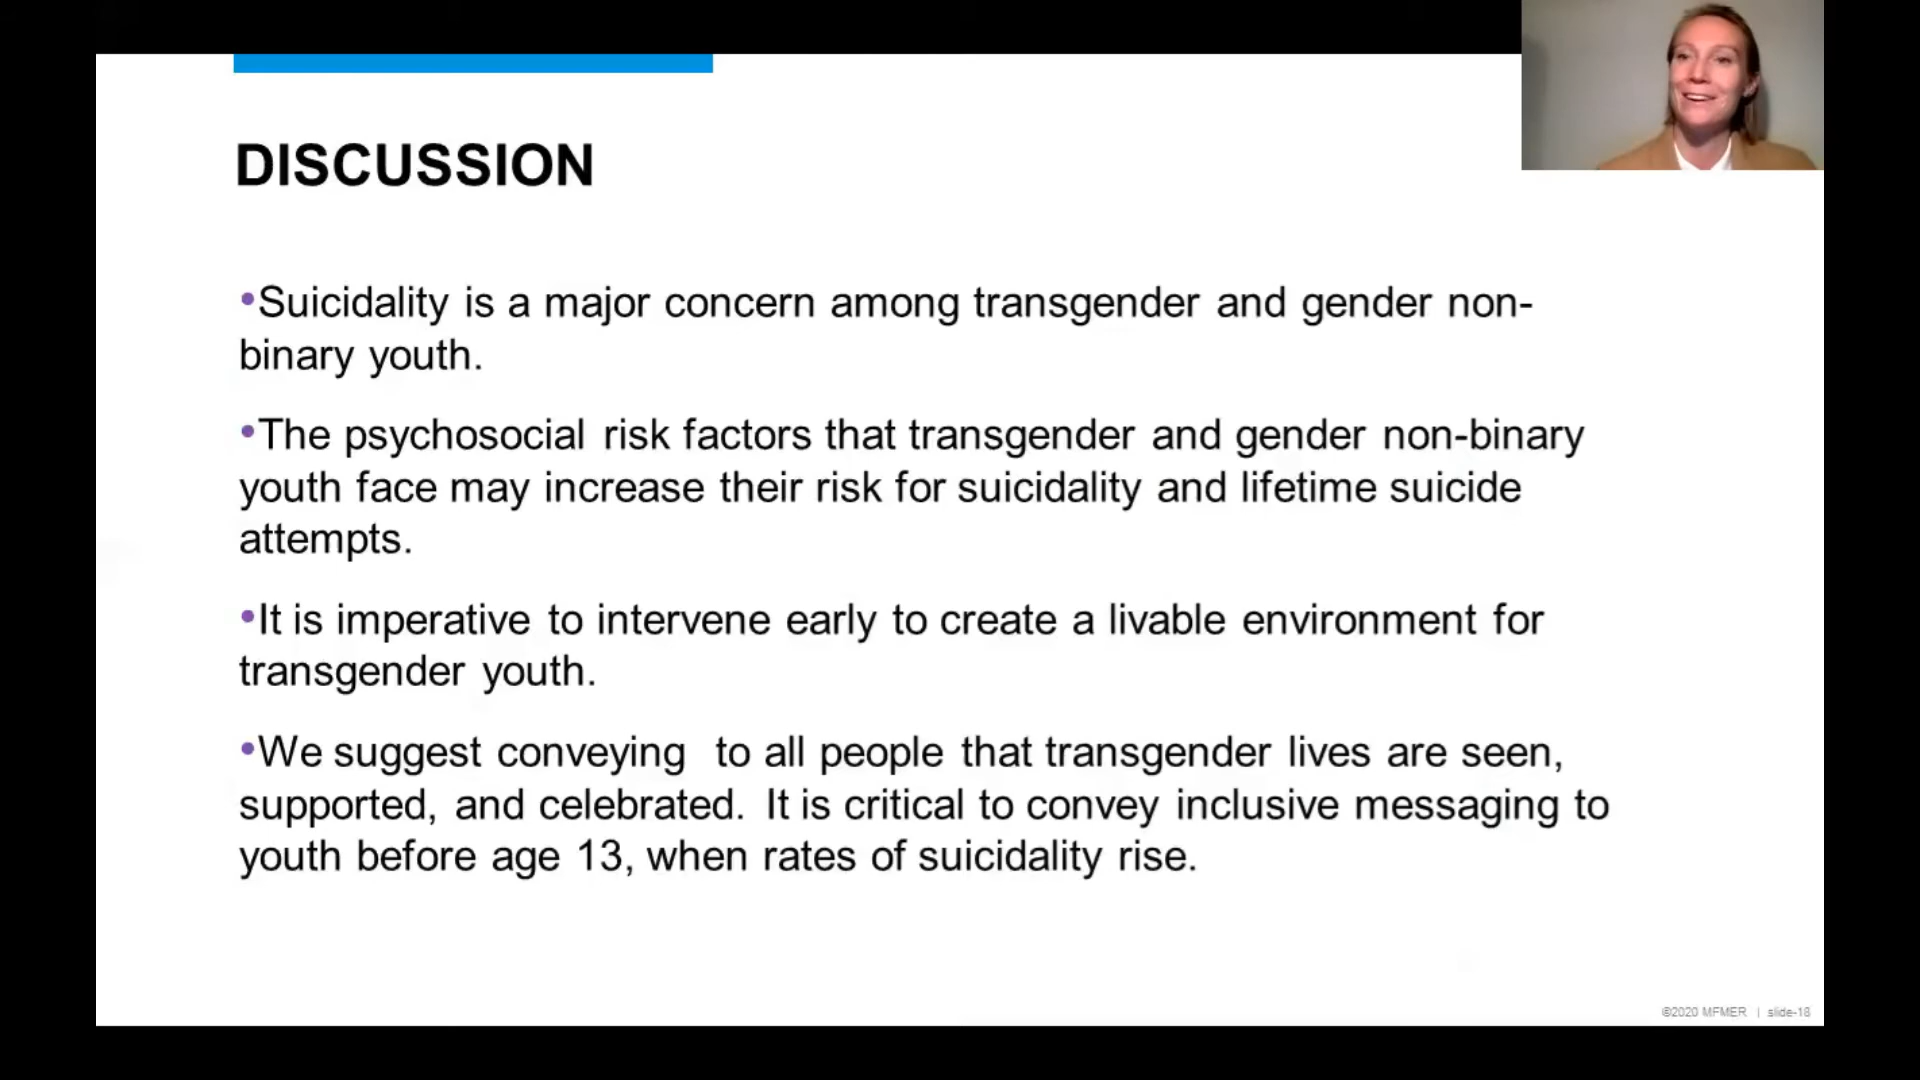 DISCUSSION
•Suicidality is a major concern among transgender and gender non-
binary youth.
•The psychosocial risk factors that transgender and gender non-binary
youth face may increase their risk for suicidality and lifetime suicide
attempts.
•It is imperative to intervene early to create a livable environment for
transgender youth.
•We suggest conveying  to all people that transgender lives are seen,
supported, and celebrated.  It is critical to convey inclusive messaging to
youth before age 13, when rates of suicidality rise.
©2020 MFMER | slide-18